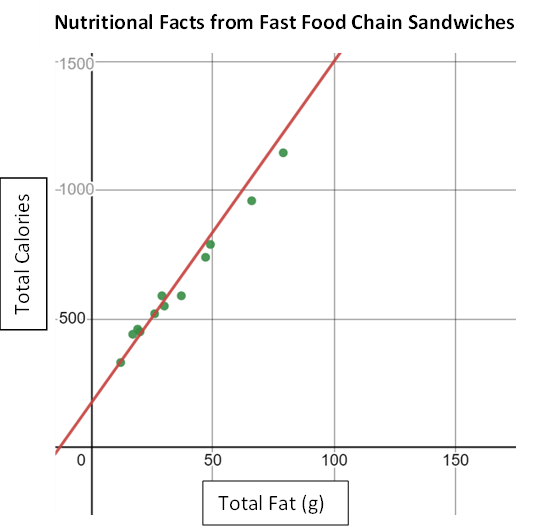 Nutritional Facts from Fast Food Chain Sandwiches
1500
1000
500
Total Calories
0 50 100 150
Total Fat (g)